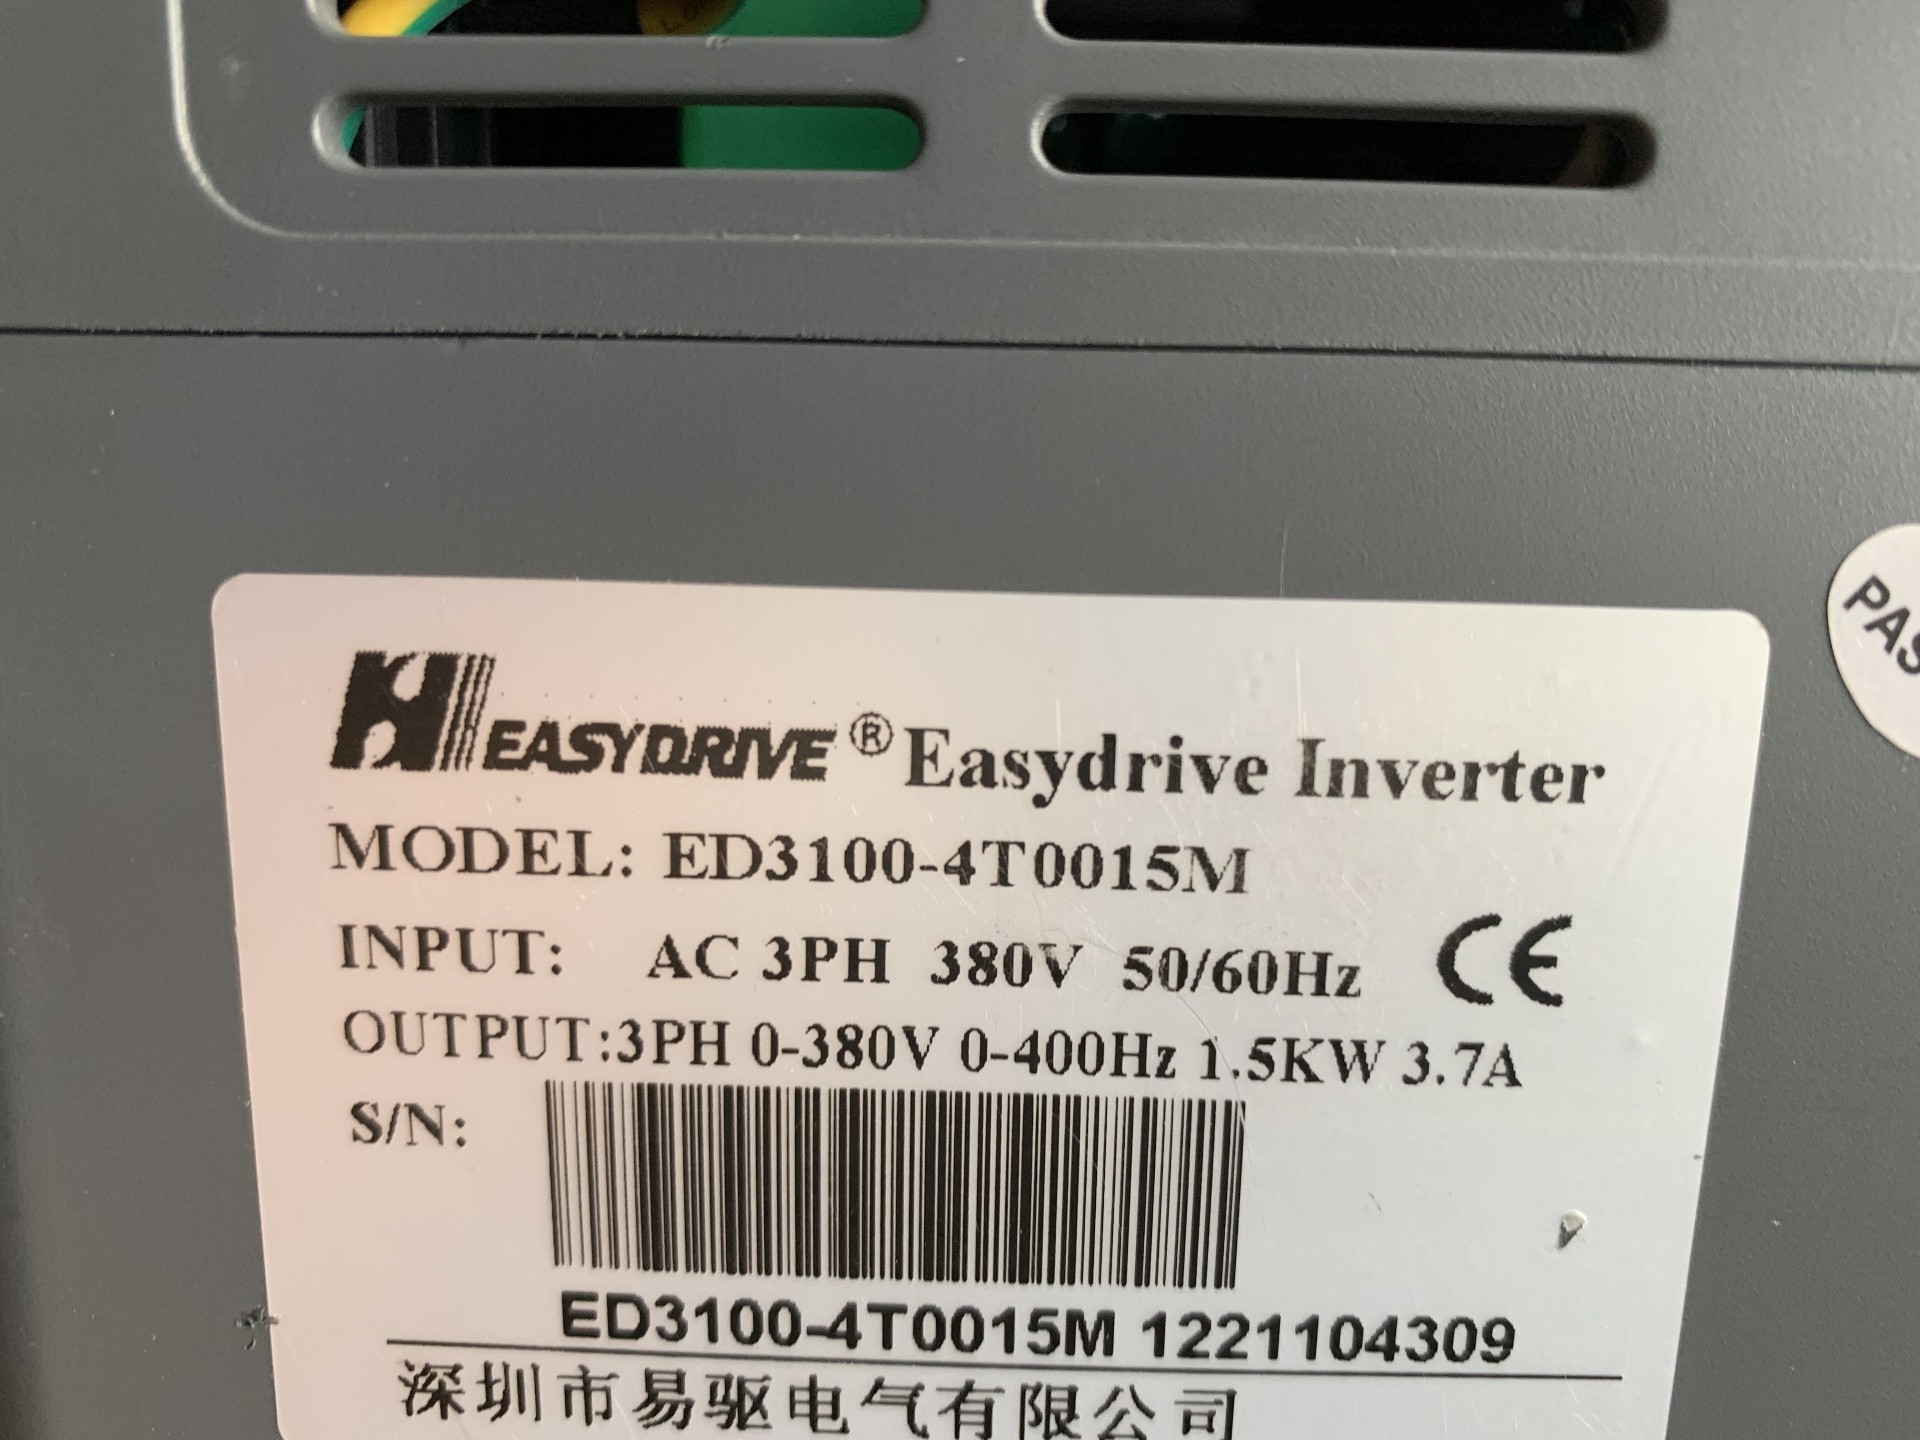 EASYDRIVE® Easydrive Inverter
MODEL: ED3100-4T0015M
INPUT: AC 3PH 380V 50/60Hz CE
OUTPUT:3PH 0-380V 0-400Hz 1.5KW 3.7A
S/N:
ED3100-4T0015M 1221104309
深圳市易驱电气有限公司
PAS